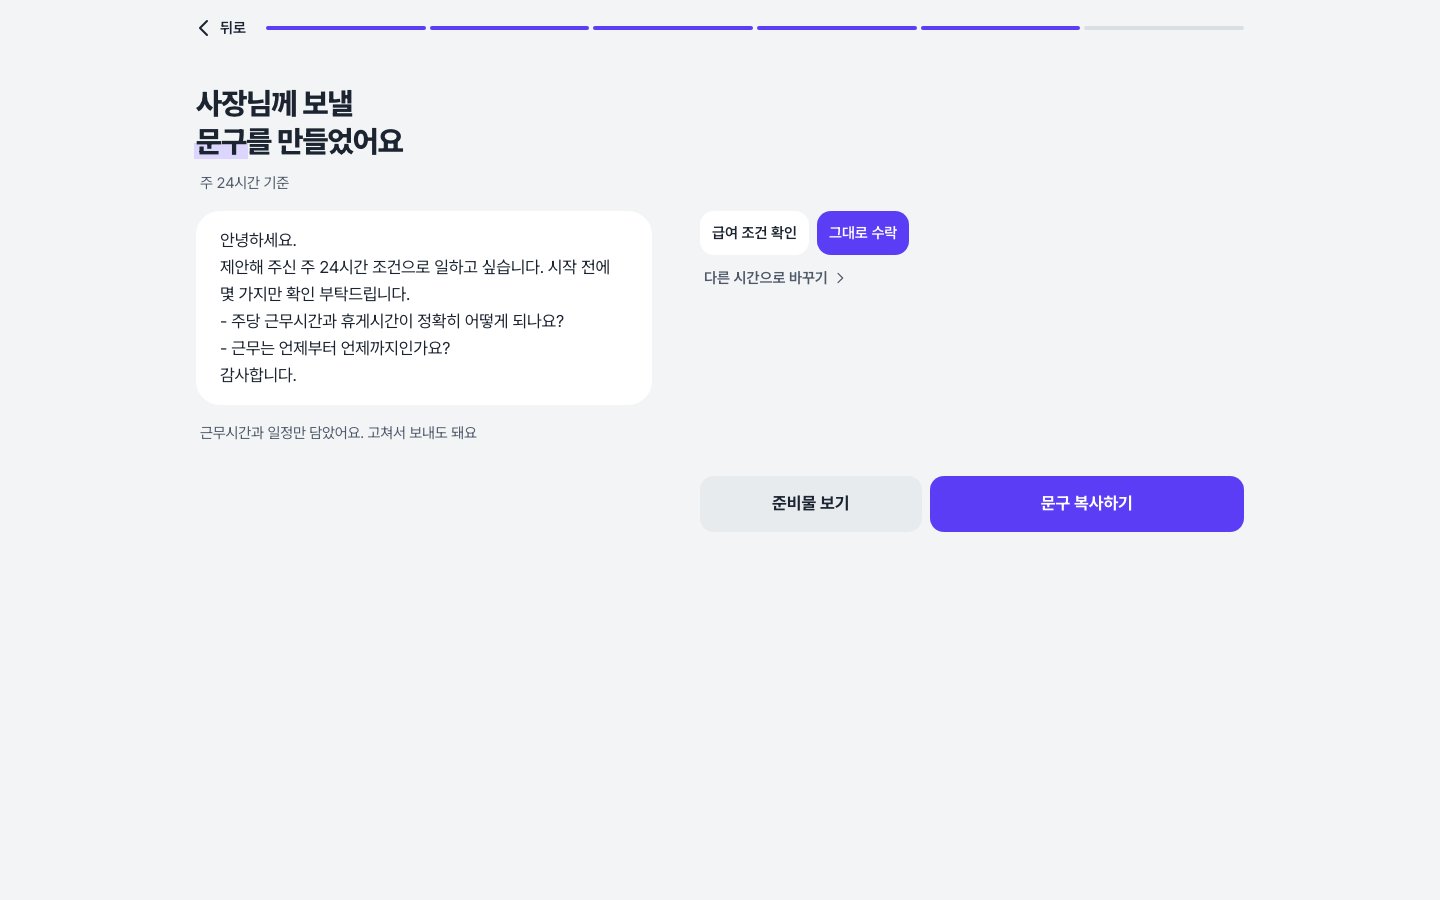 뒤로
사장님께 보낼
문구를 만들었어요
주 24시간 기준
안녕하세요.
제안해 주신 주 24시간 조건으로 일하고 싶습니다. 시작 전에
몇 가지만 확인 부탁드립니다.
- 주당 근무시간과 휴게시간이 정확히 어떻게 되나요?
- 근무는 언제부터 언제까지인가요?
감사합니다.
근무시간과 일정만 담았어요. 고쳐서 보내도 돼요
급여 조건 확인
그대로 수락
다른 시간으로 바꾸기
준비물 보기
문구 복사하기